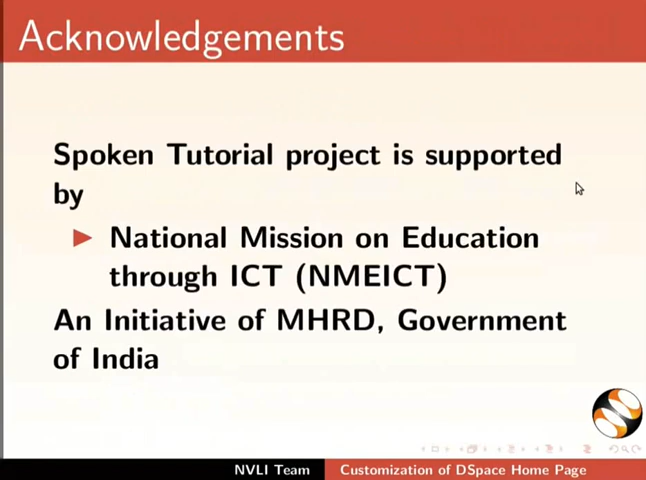 Acknowledgements
Spoken Tutorial project is supported
by
National Mission on Education
through ICT (NMEICT)
An Initiative of MHRD, Government
of India
NVLI Team
Customization of DSpace Home Page